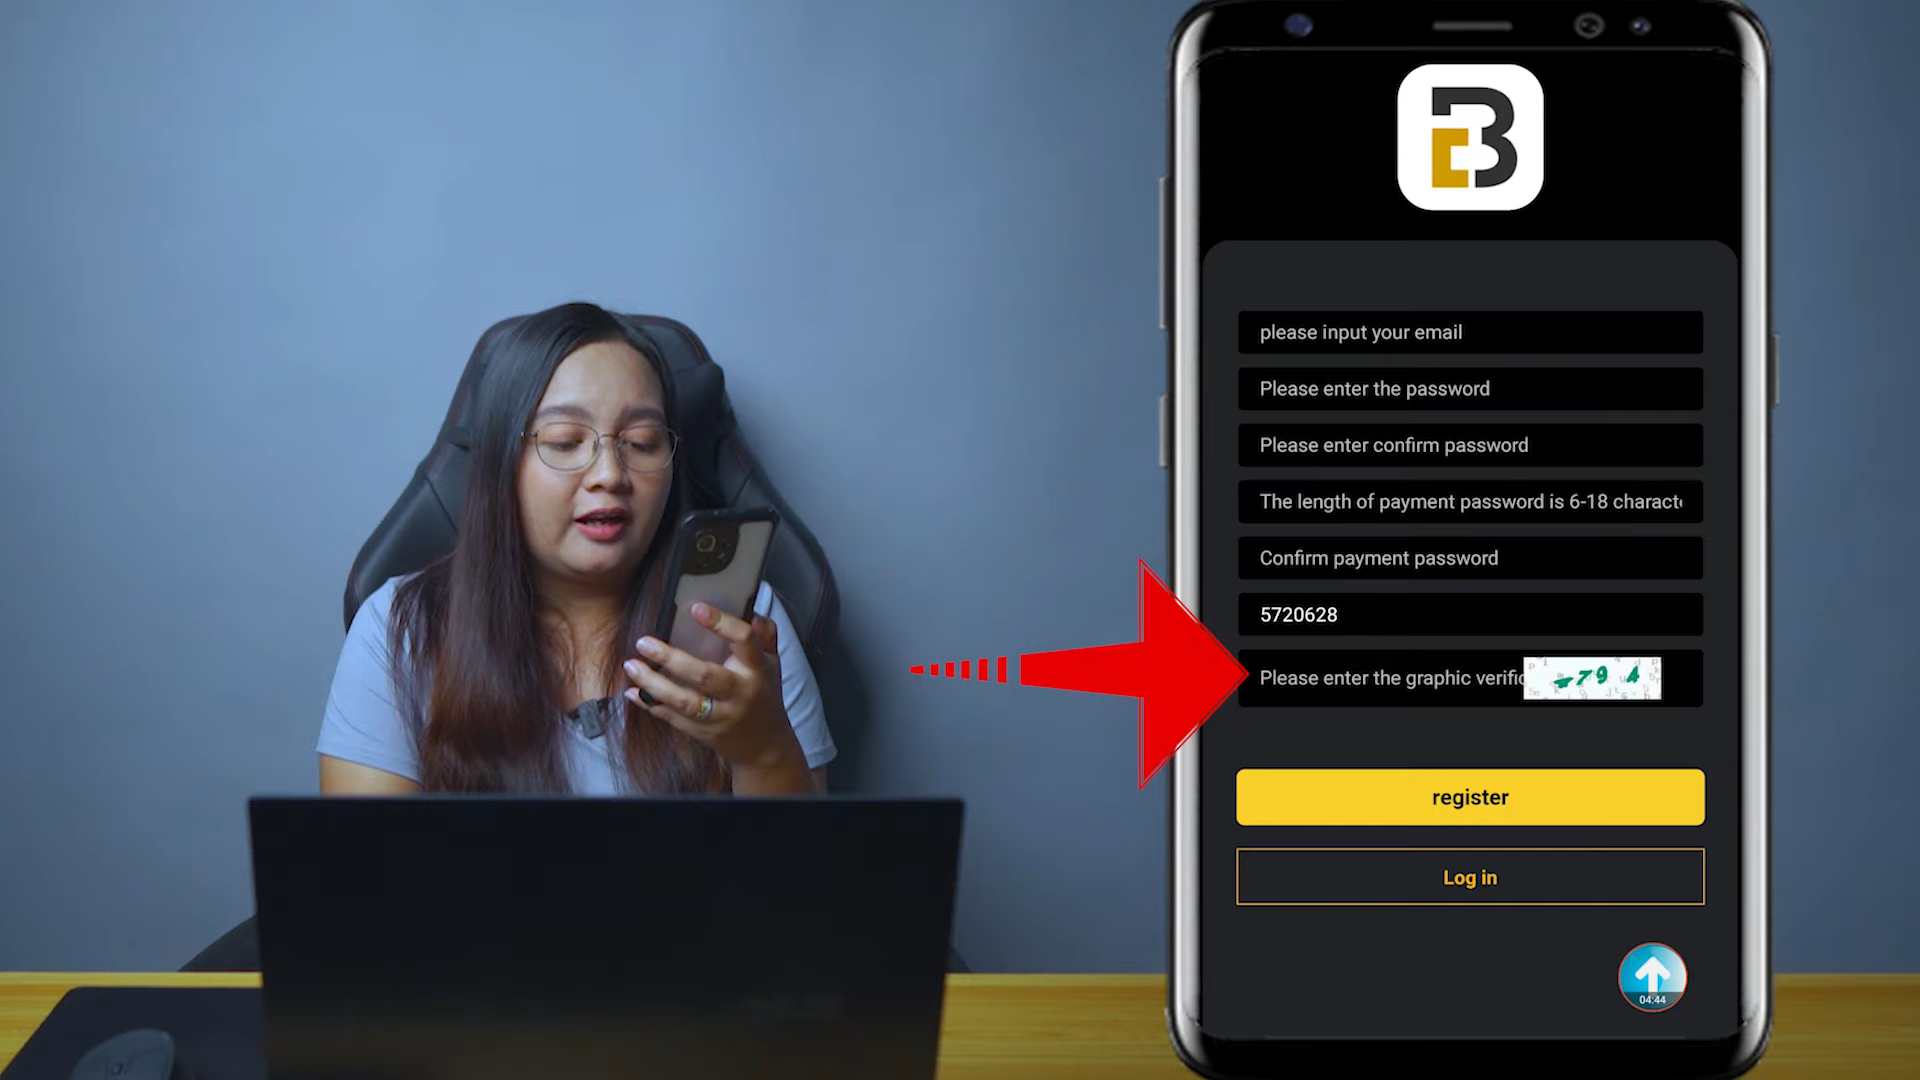 please input your email
Please enter the password
Please enter confirm password
The length of payment password is 6-18 charact
Confirm payment password
5720628
Please enter the graphic verific
register
Log in
04:44